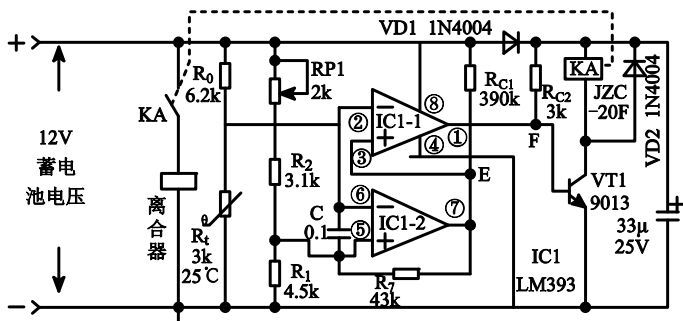 VD1 1N4004
+
R0
6.2k
RP1
2k
RC1
390k
RC2
3k
KA
JZC
-20F
VD2 1N4004
KA
⑧
② − IC1-1 ①
③ + ④
F
E
12V
蓄电
池电压
离合器
θ
Rt
3k
25℃
R2
3.1k
C
0.1
⑥ − ⑦
IC1-2
⑤ +
VT1
9013
+
33μ
25V
R1
4.5k
R7
43k
IC1
LM393
−